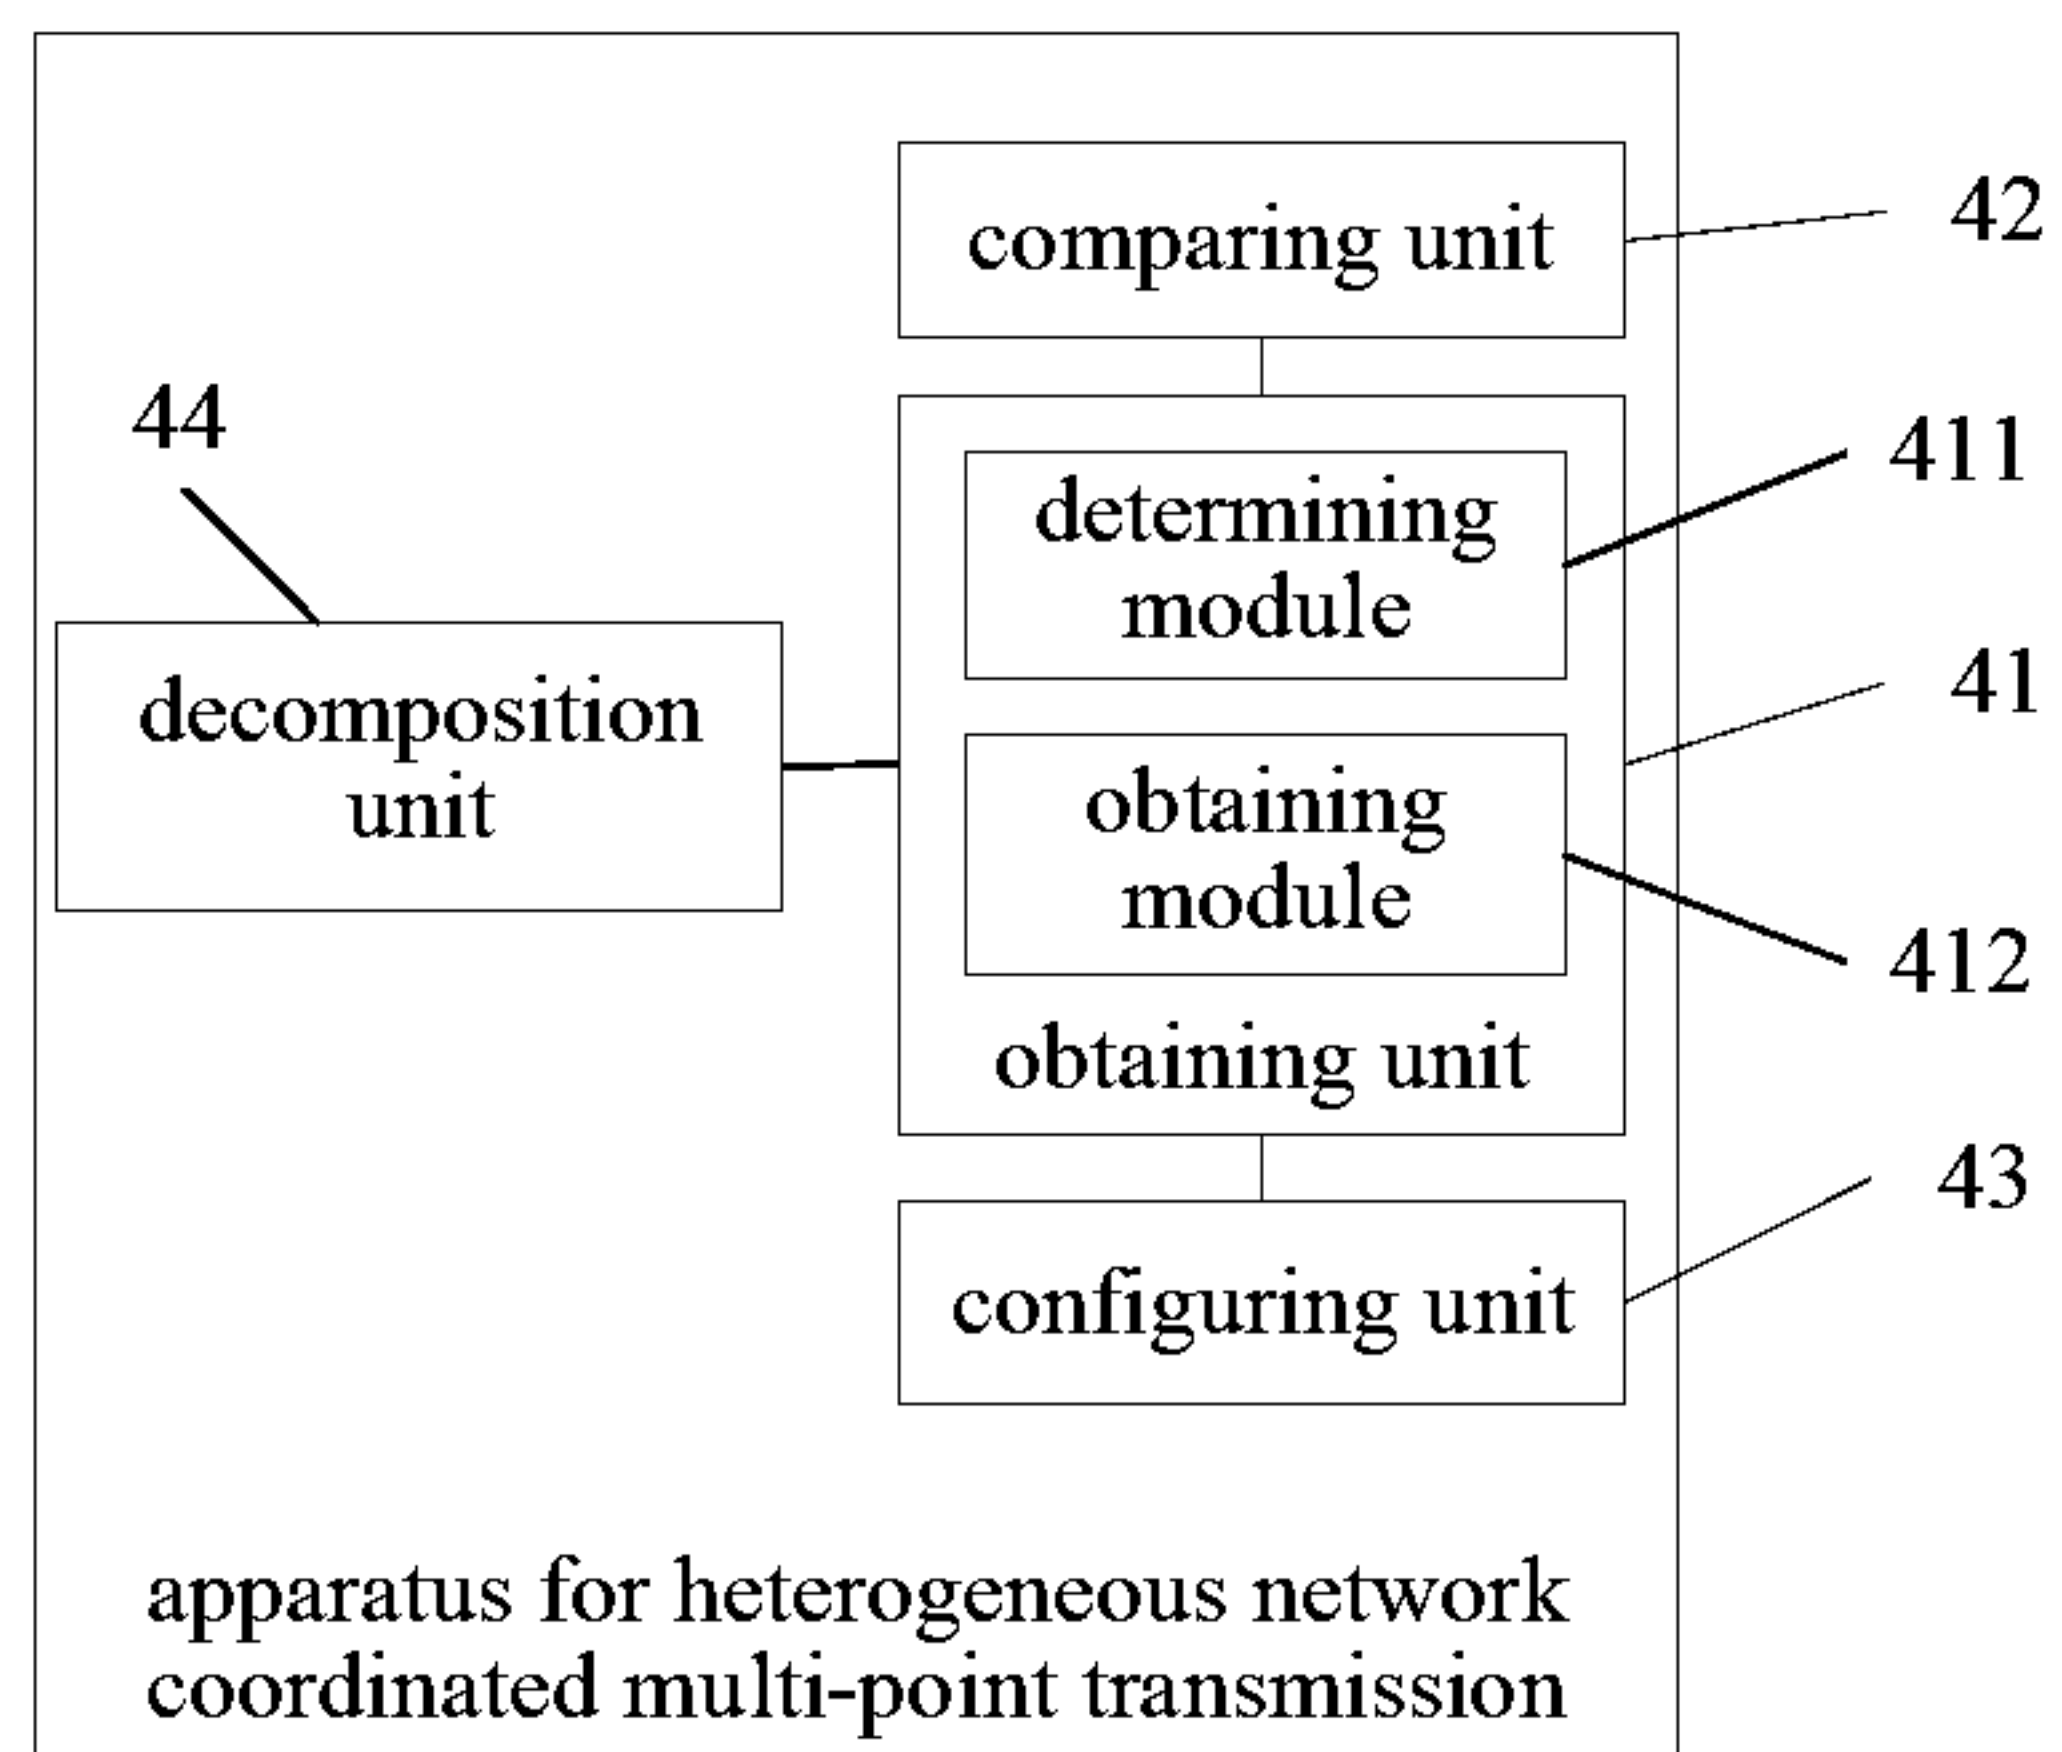 comparing unit
42
44
determining
module
411
decomposition
unit
41
obtaining
module
412
obtaining unit
configuring unit
43
apparatus for heterogeneous network
coordinated multi-point transmission